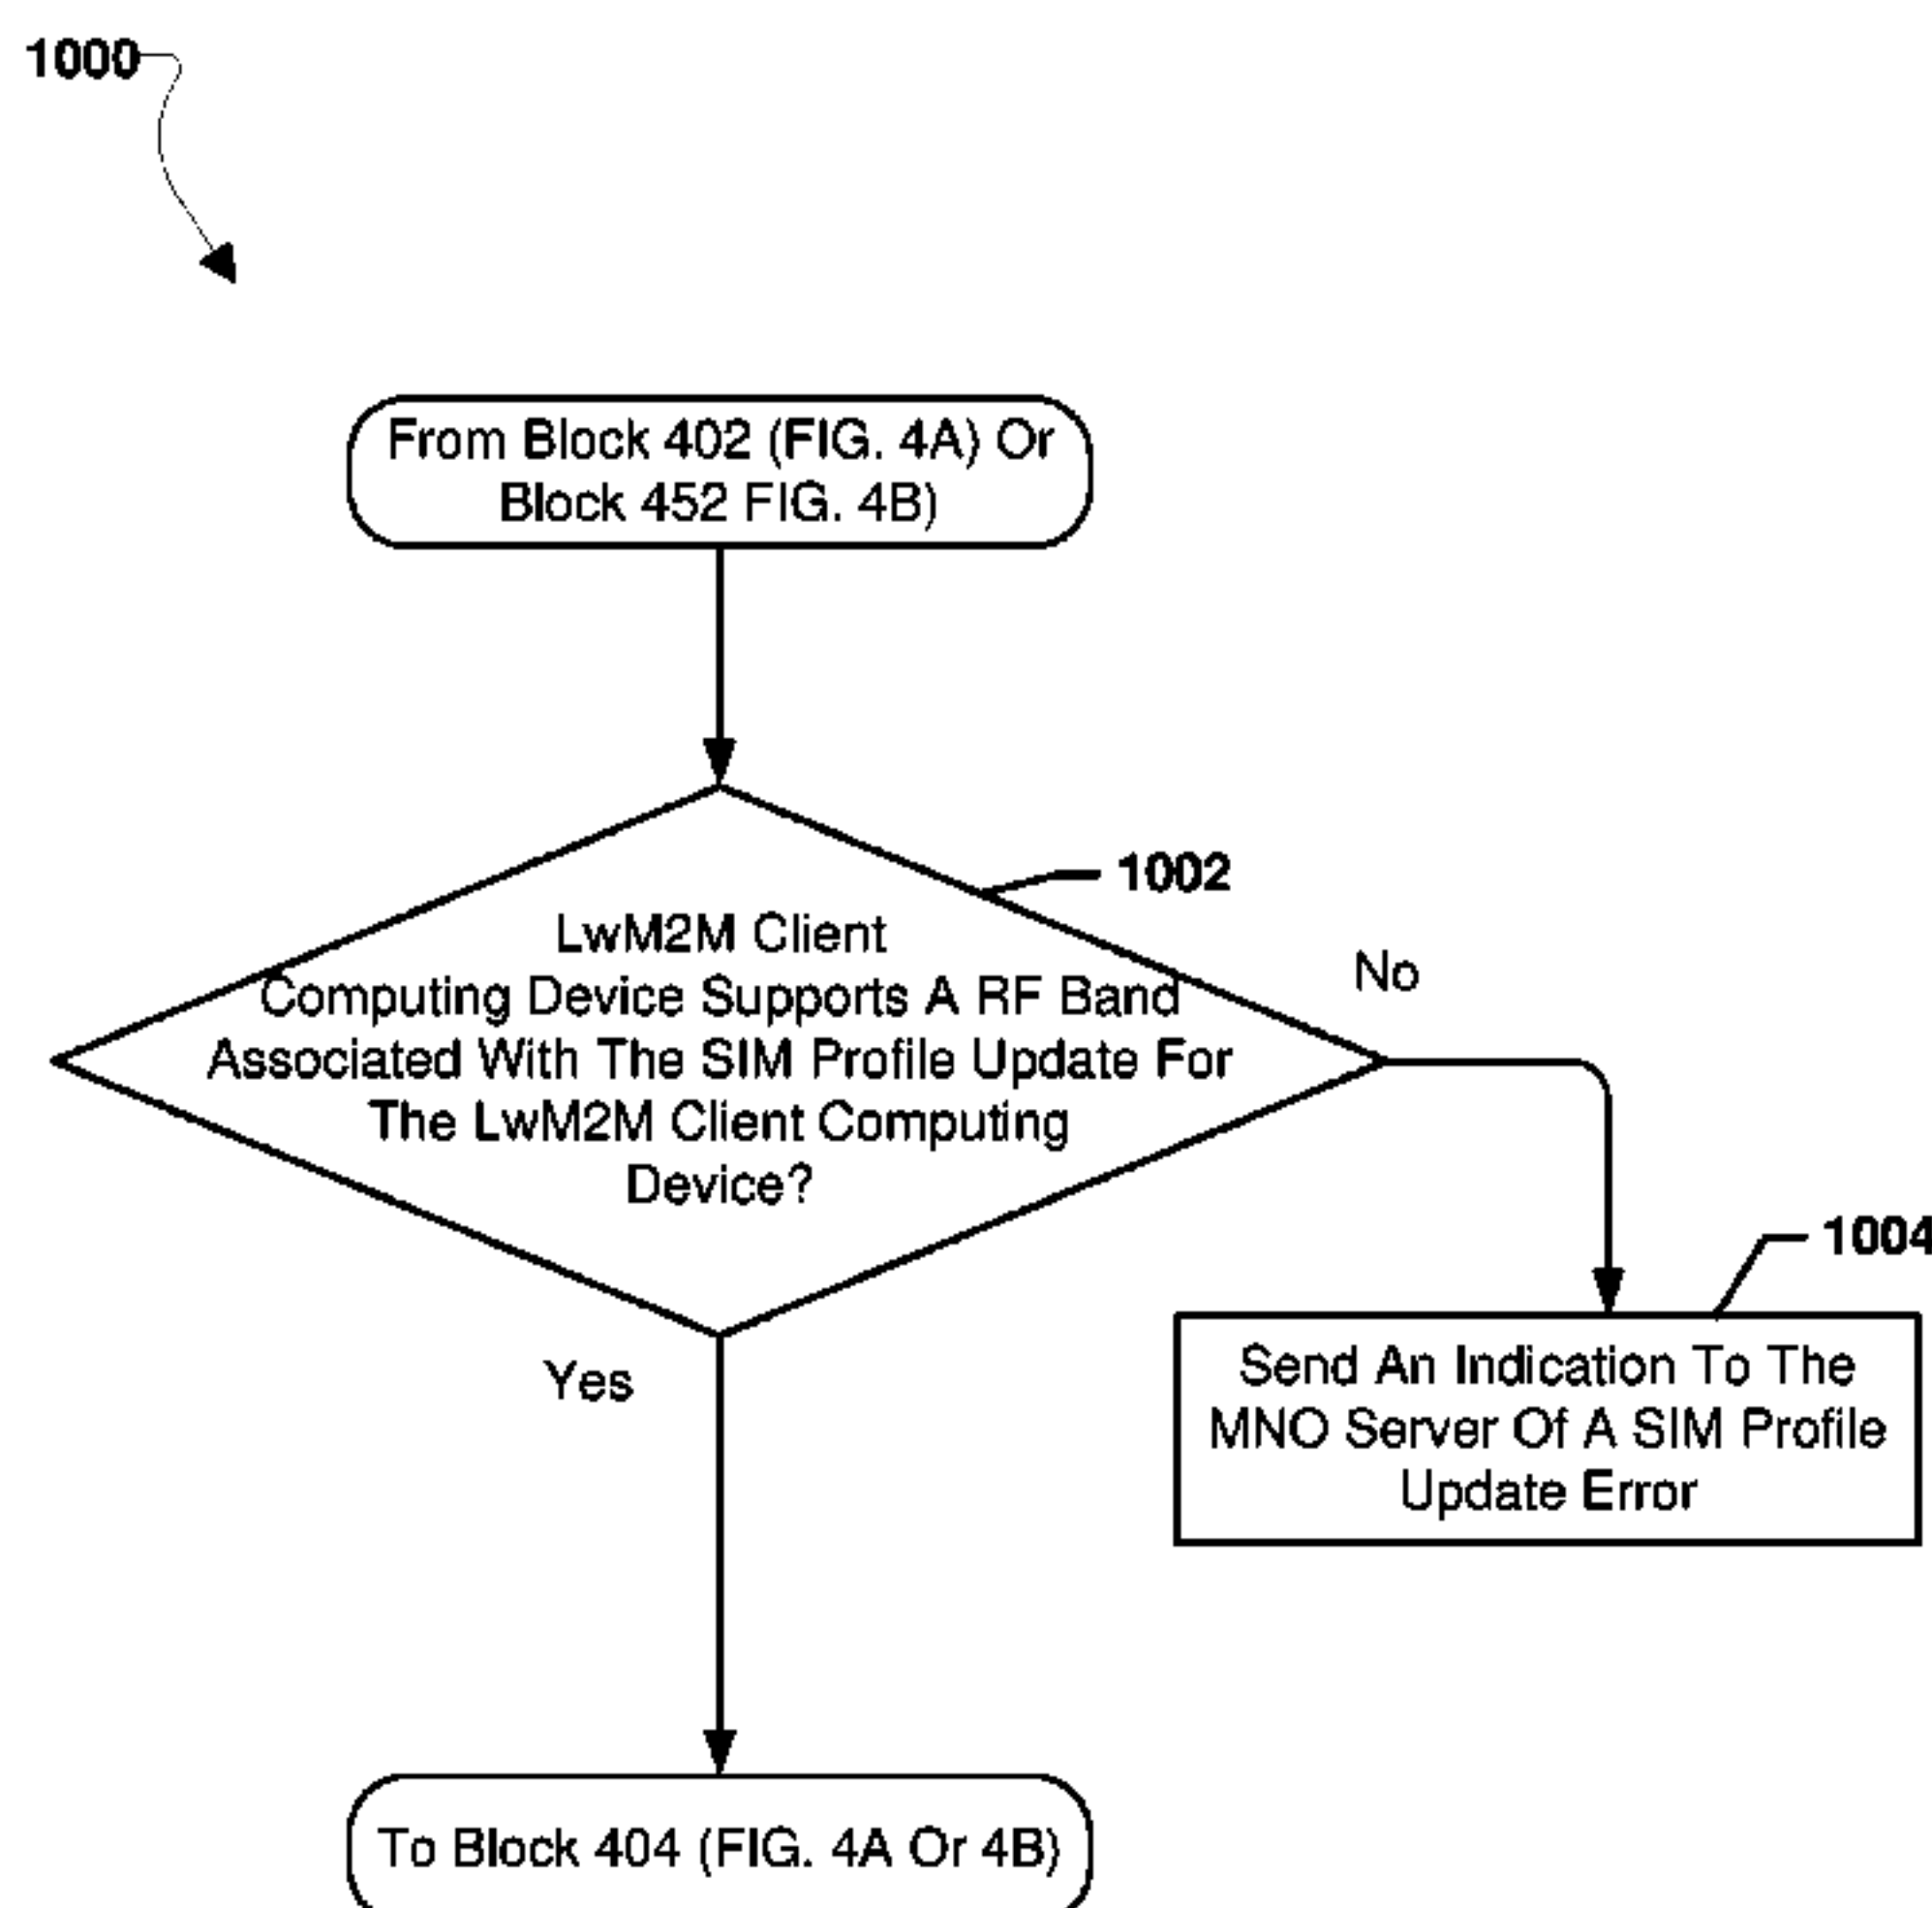 1000
From Block 402 (FIG. 4A) Or
Block 452 FIG. 4B)
1002
LwM2M Client
Computing Device Supports A RF Band
Associated With The SIM Profile Update For
The LwM2M Client Computing
Device?
No
1004
Send An Indication To The
MNO Server Of A SIM Profile
Update Error
Yes
To Block 404 (FIG. 4A Or 4B)